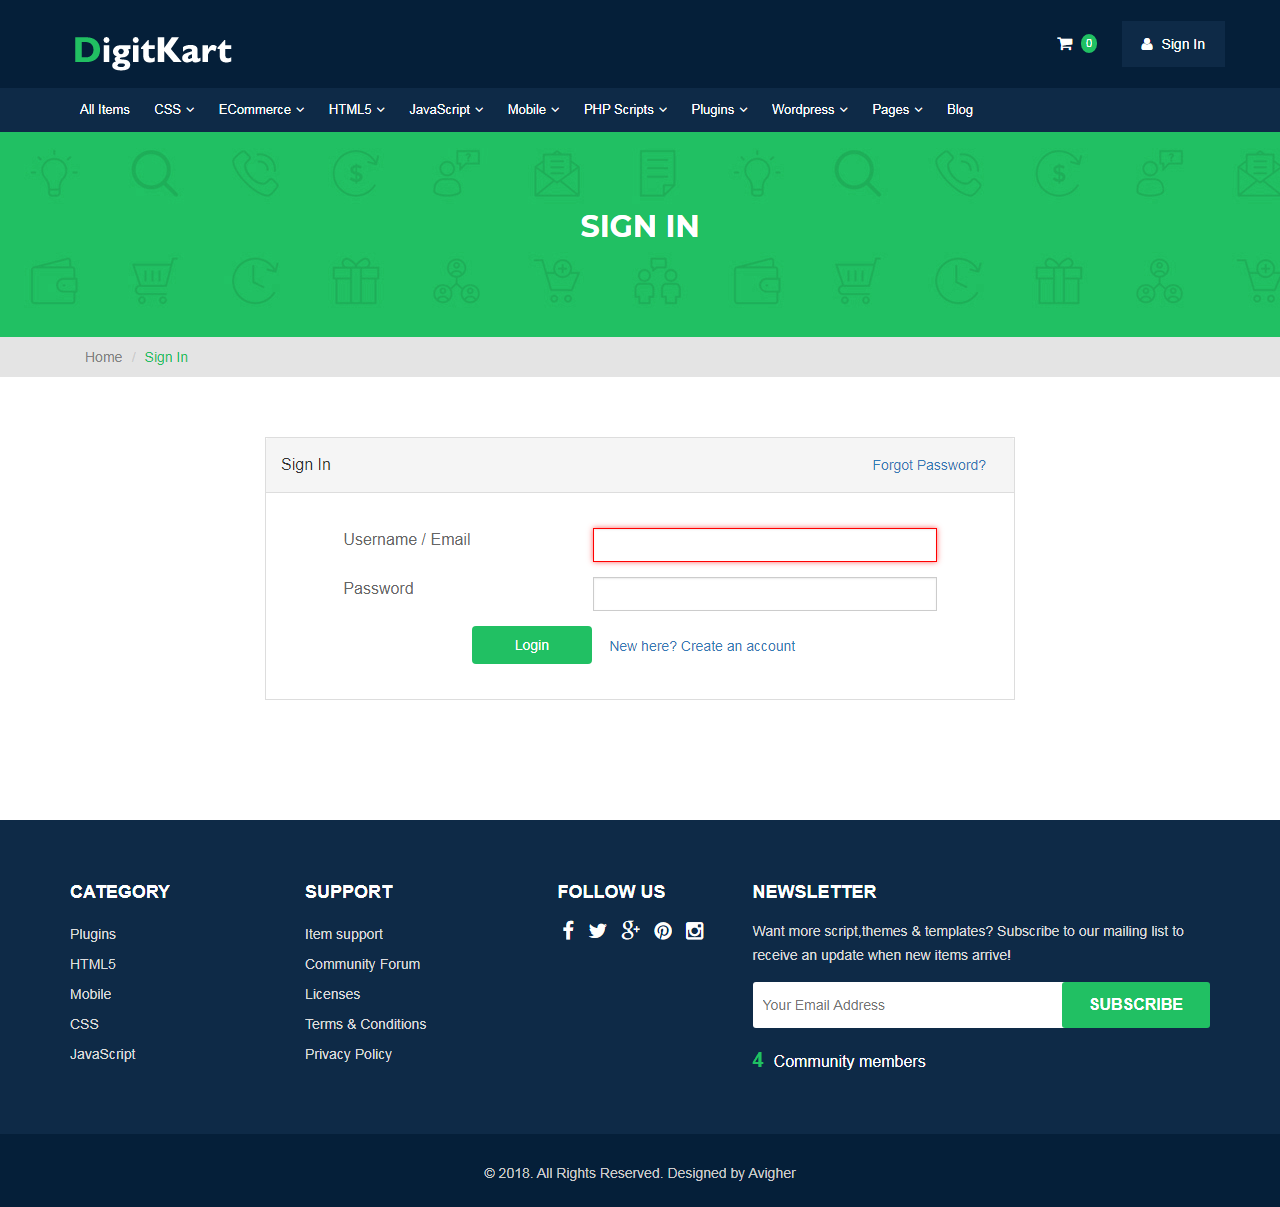 DigitKart
0
Sign In
All Items CSS ECommerce HTML5 JavaScript Mobile PHP Scripts Plugins Wordpress Pages Blog
SIGN IN
Home / Sign In
Sign In
Forgot Password?
Username / Email
Password
Login
New here? Create an account
CATEGORY
Plugins
HTML5
Mobile
CSS
JavaScript
SUPPORT
Item support
Community Forum
Licenses
Terms & Conditions
Privacy Policy
FOLLOW US
NEWSLETTER
Want more script,themes & templates? Subscribe to our mailing list to
receive an update when new items arrive!
Your Email Address
SUBSCRIBE
4 Community members
© 2018. All Rights Reserved. Designed by Avigher